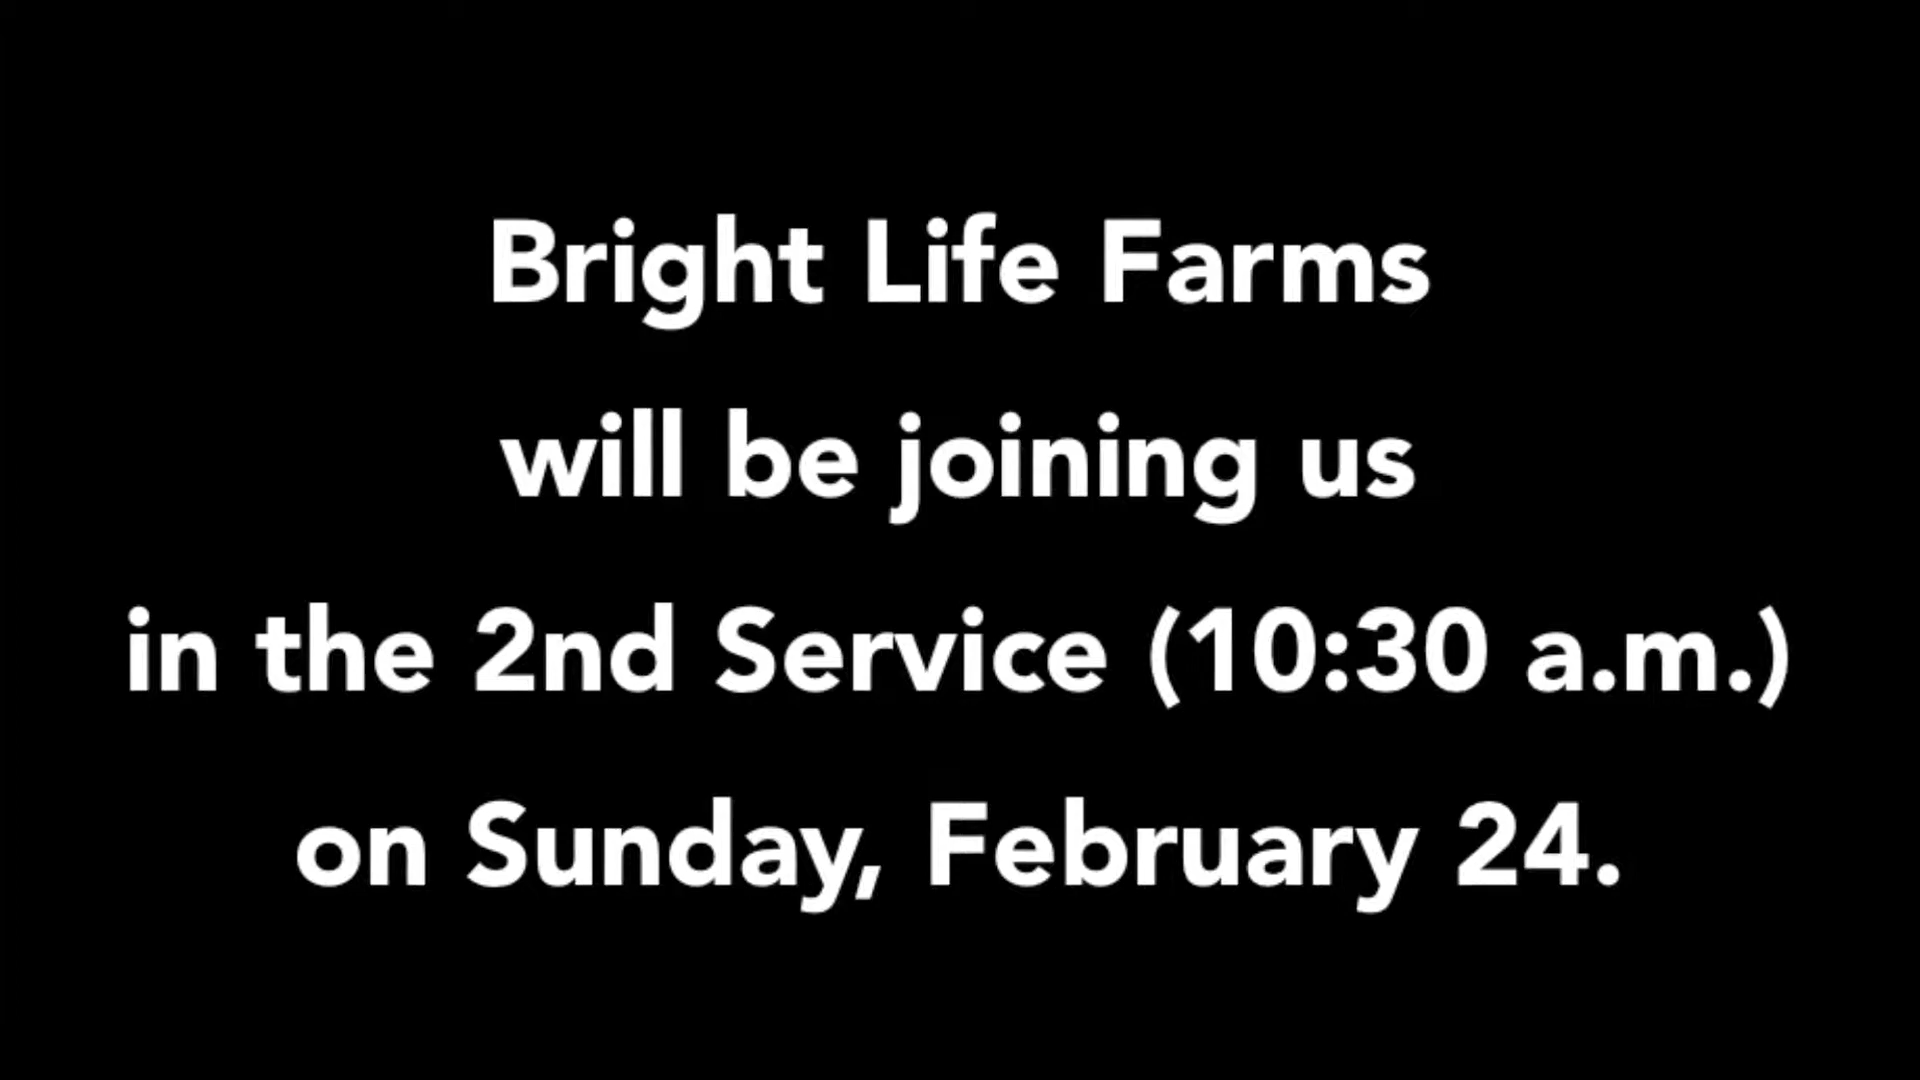 Bright Life Farms
will be joining us
in the 2nd Service (10:30 a.m.)
on Sunday, February 24.